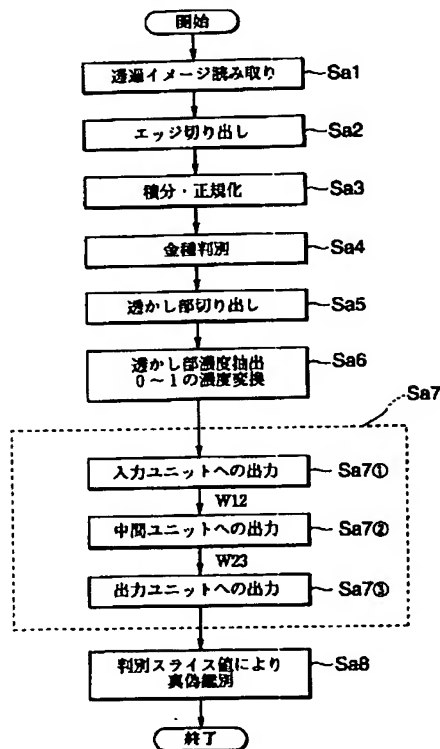 開始
透過イメージ読み取り Sa1
エッジ切り出し Sa2
積分・正規化 Sa3
金種判別 Sa4
透かし部切り出し Sa5
透かし部濃度抽出 Sa6
0～1の濃度変換
Sa7
入力ユニットへの出力 Sa7①
W12
中間ユニットへの出力 Sa7②
W23
出力ユニットへの出力 Sa7③
判別スライス値により Sa8
真偽鑑別
終了